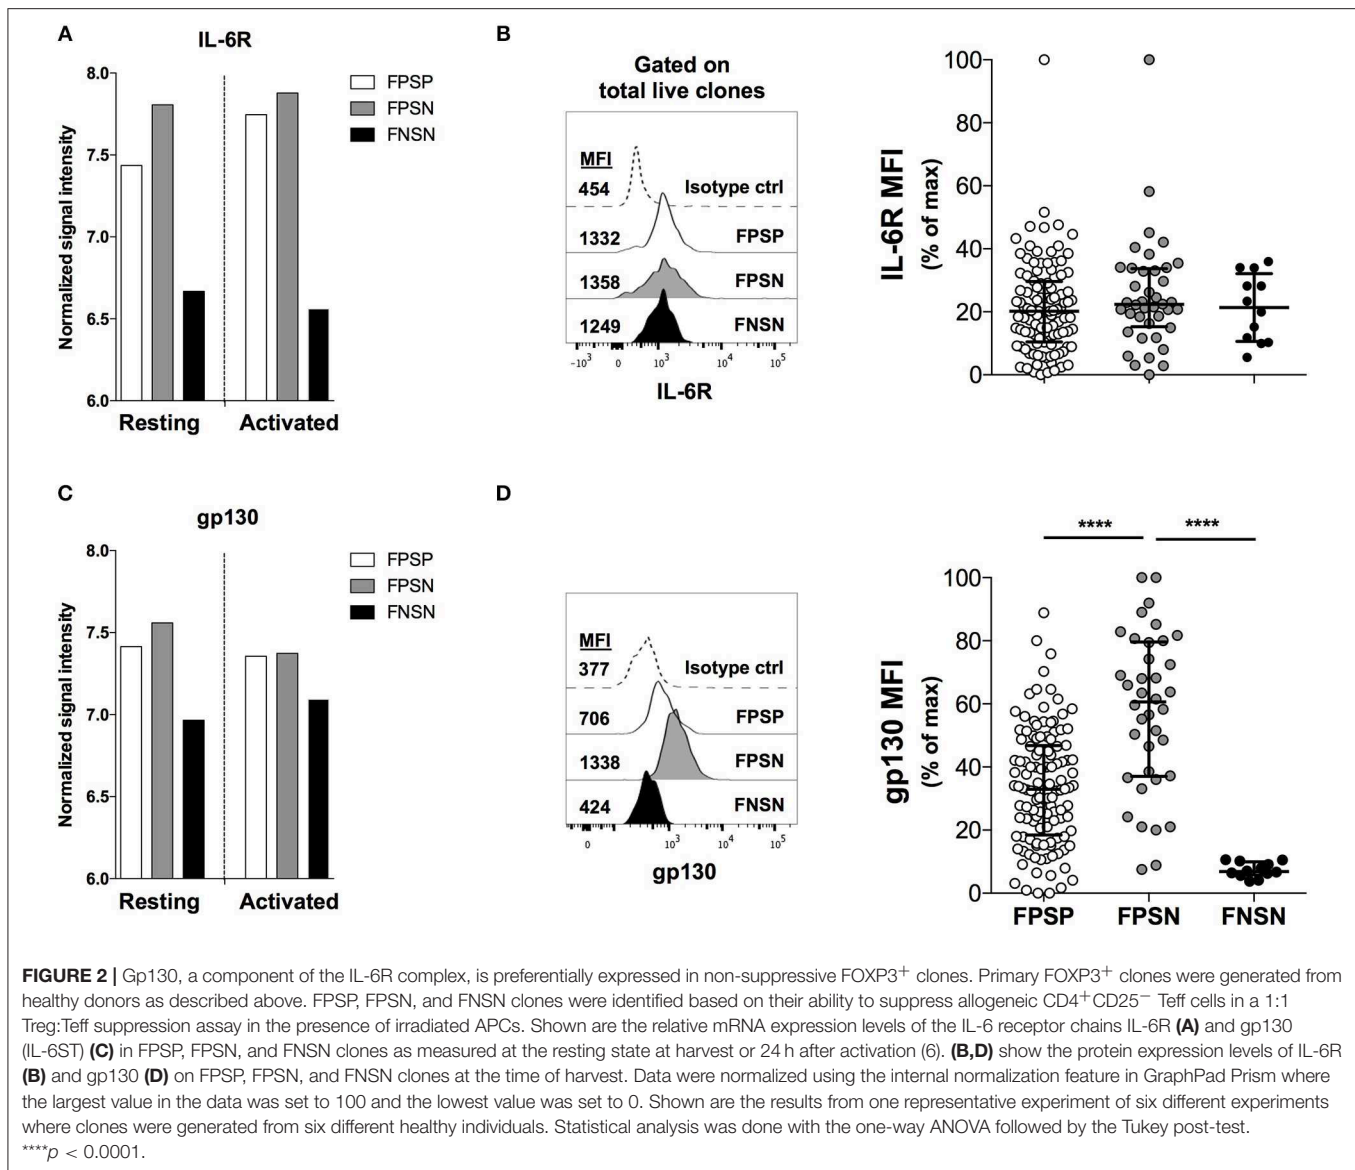 A
IL-6R
Normalized signal intensity
8.0
7.5
7.0
6.5
6.0
Resting
Activated
FPSP
FPSN
FNSN
B
Gated on
total live clones
MFI
454
Isotype ctrl
1332
FPSP
1358
FPSN
1249
FNSN
-10³ 0 10³ 10⁴ 10⁵
IL-6R
IL-6R MFI
(% of max)
100
80
60
40
20
0
C
gp130
Normalized signal intensity
8.0
7.5
7.0
6.5
6.0
Resting
Activated
FPSP
FPSN
FNSN
D
MFI
377
Isotype ctrl
706
FPSP
1338
FPSN
424
FNSN
0 10³ 10⁴ 10⁵
gp130
gp130 MFI
(% of max)
100
80
60
40
20
0
**** ****
FPSP FPSN FNSN
FIGURE 2 | Gp130, a component of the IL-6R complex, is preferentially expressed in non-suppressive FOXP3⁺ clones. Primary FOXP3⁺ clones were generated from
healthy donors as described above. FPSP, FPSN, and FNSN clones were identified based on their ability to suppress allogeneic CD4⁺CD25⁻ Teff cells in a 1:1
Treg:Teff suppression assay in the presence of irradiated APCs. Shown are the relative mRNA expression levels of the IL-6 receptor chains IL-6R (A) and gp130
(IL-6ST) (C) in FPSP, FPSN, and FNSN clones as measured at the resting state at harvest or 24 h after activation (6). (B,D) show the protein expression levels of IL-6R
(B) and gp130 (D) on FPSP, FPSN, and FNSN clones at the time of harvest. Data were normalized using the internal normalization feature in GraphPad Prism where
the largest value in the data was set to 100 and the lowest value was set to 0. Shown are the results from one representative experiment of six different experiments
where clones were generated from six different healthy individuals. Statistical analysis was done with the one-way ANOVA followed by the Tukey post-test.
****p < 0.0001.